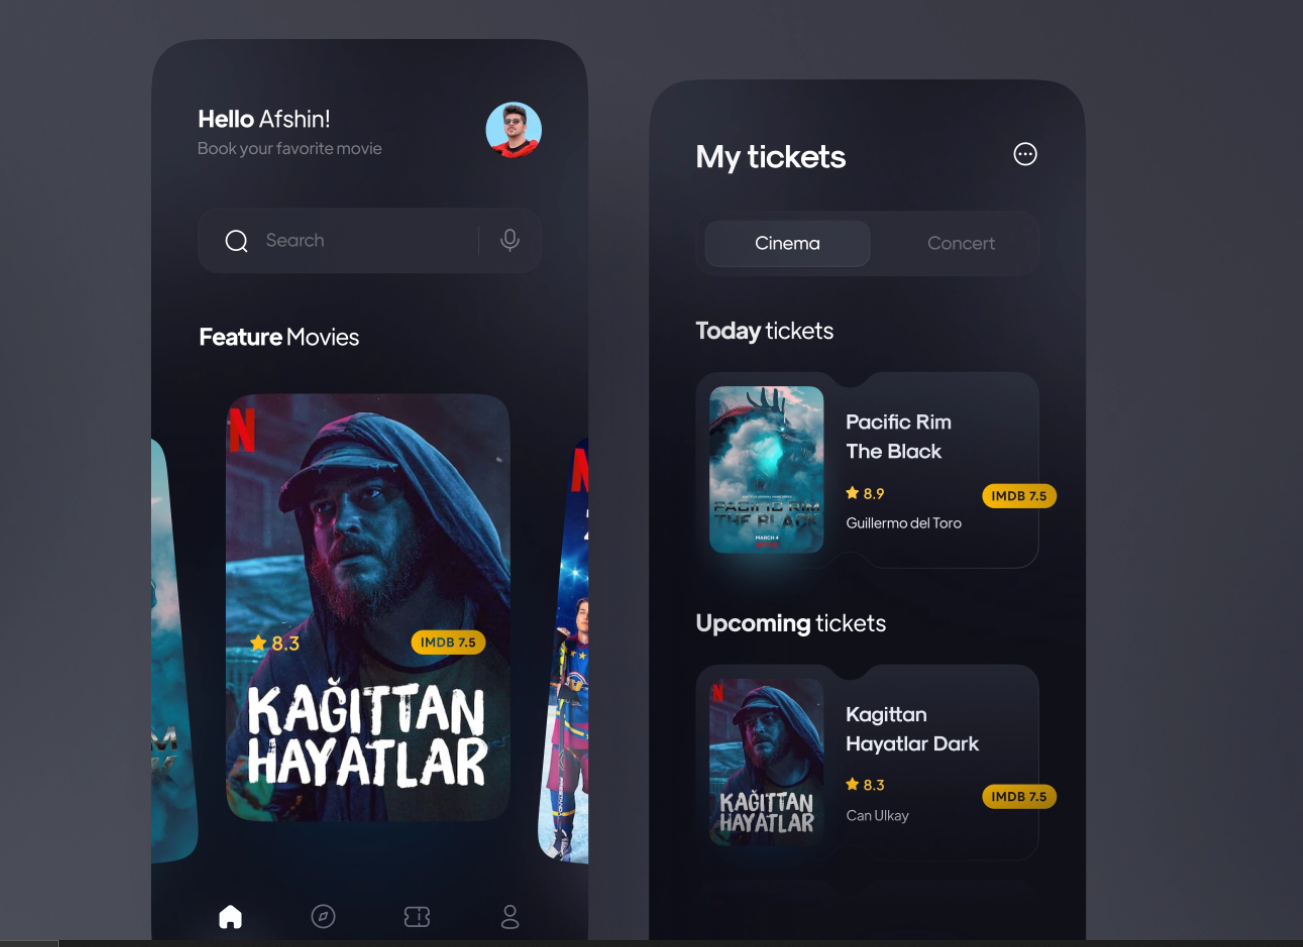 Hello Afshin!
Book your favorite movie
Search
Feature Movies
N
8.3
IMDB 7.5
KAĞITTAN
HAYATLAR
My tickets
Cinema
Concert
Today tickets
PACIFIC RIM
THE BLACK
MARCH 4
Pacific Rim
The Black
8.9
IMDB 7.5
Guillermo del Toro
Upcoming tickets
N
KAĞITTAN
HAYATLAR
Kagittan
Hayatlar Dark
8.3
IMDB 7.5
Can Ulkay